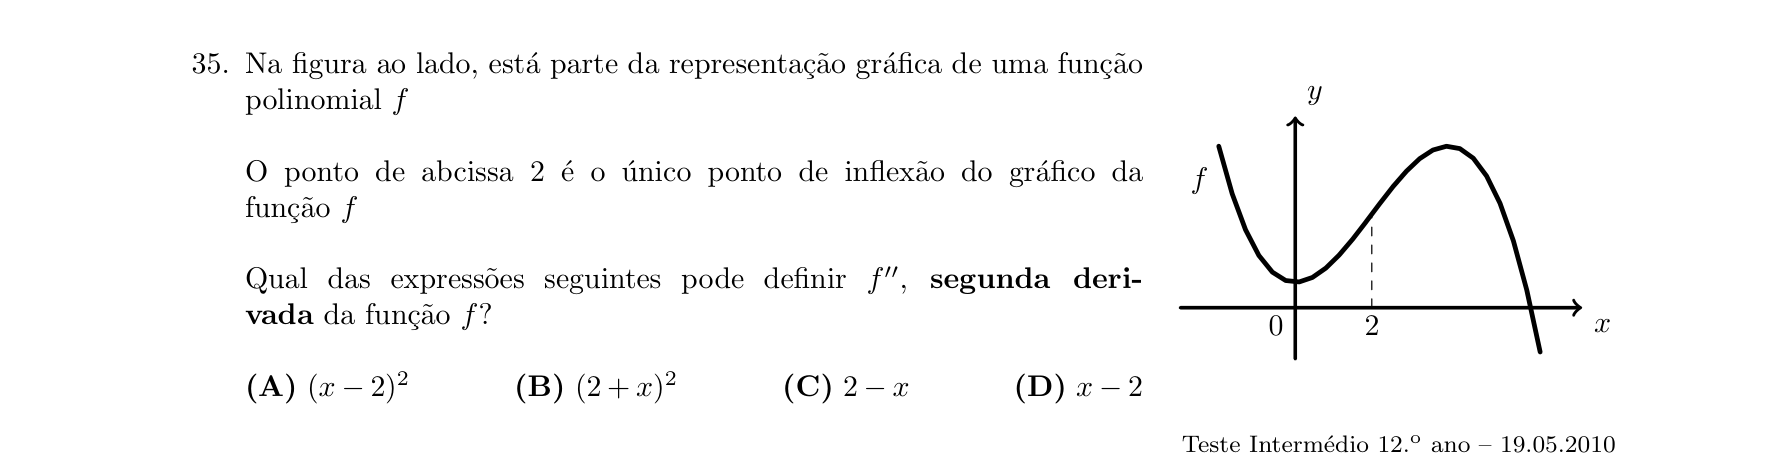 35. Na figura ao lado, está parte da representação gráfica de uma função
polinomial f
O ponto de abcissa 2 é o único ponto de inflexão do gráfico da
função f
Qual das expressões seguintes pode definir f′′, segunda deri-
vada da função f?
(A) (x − 2)² (B) (2 + x)² (C) 2 − x (D) x − 2
y
f
0 2 x
Teste Intermédio 12.º ano – 19.05.2010